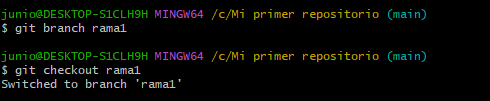 junio@DESKTOP-S1CLH9H MINGW64 /c/Mi primer repositorio (main)
$ git branch rama1
junio@DESKTOP-S1CLH9H MINGW64 /c/Mi primer repositorio (main)
$ git checkout rama1
Switched to branch 'rama1'